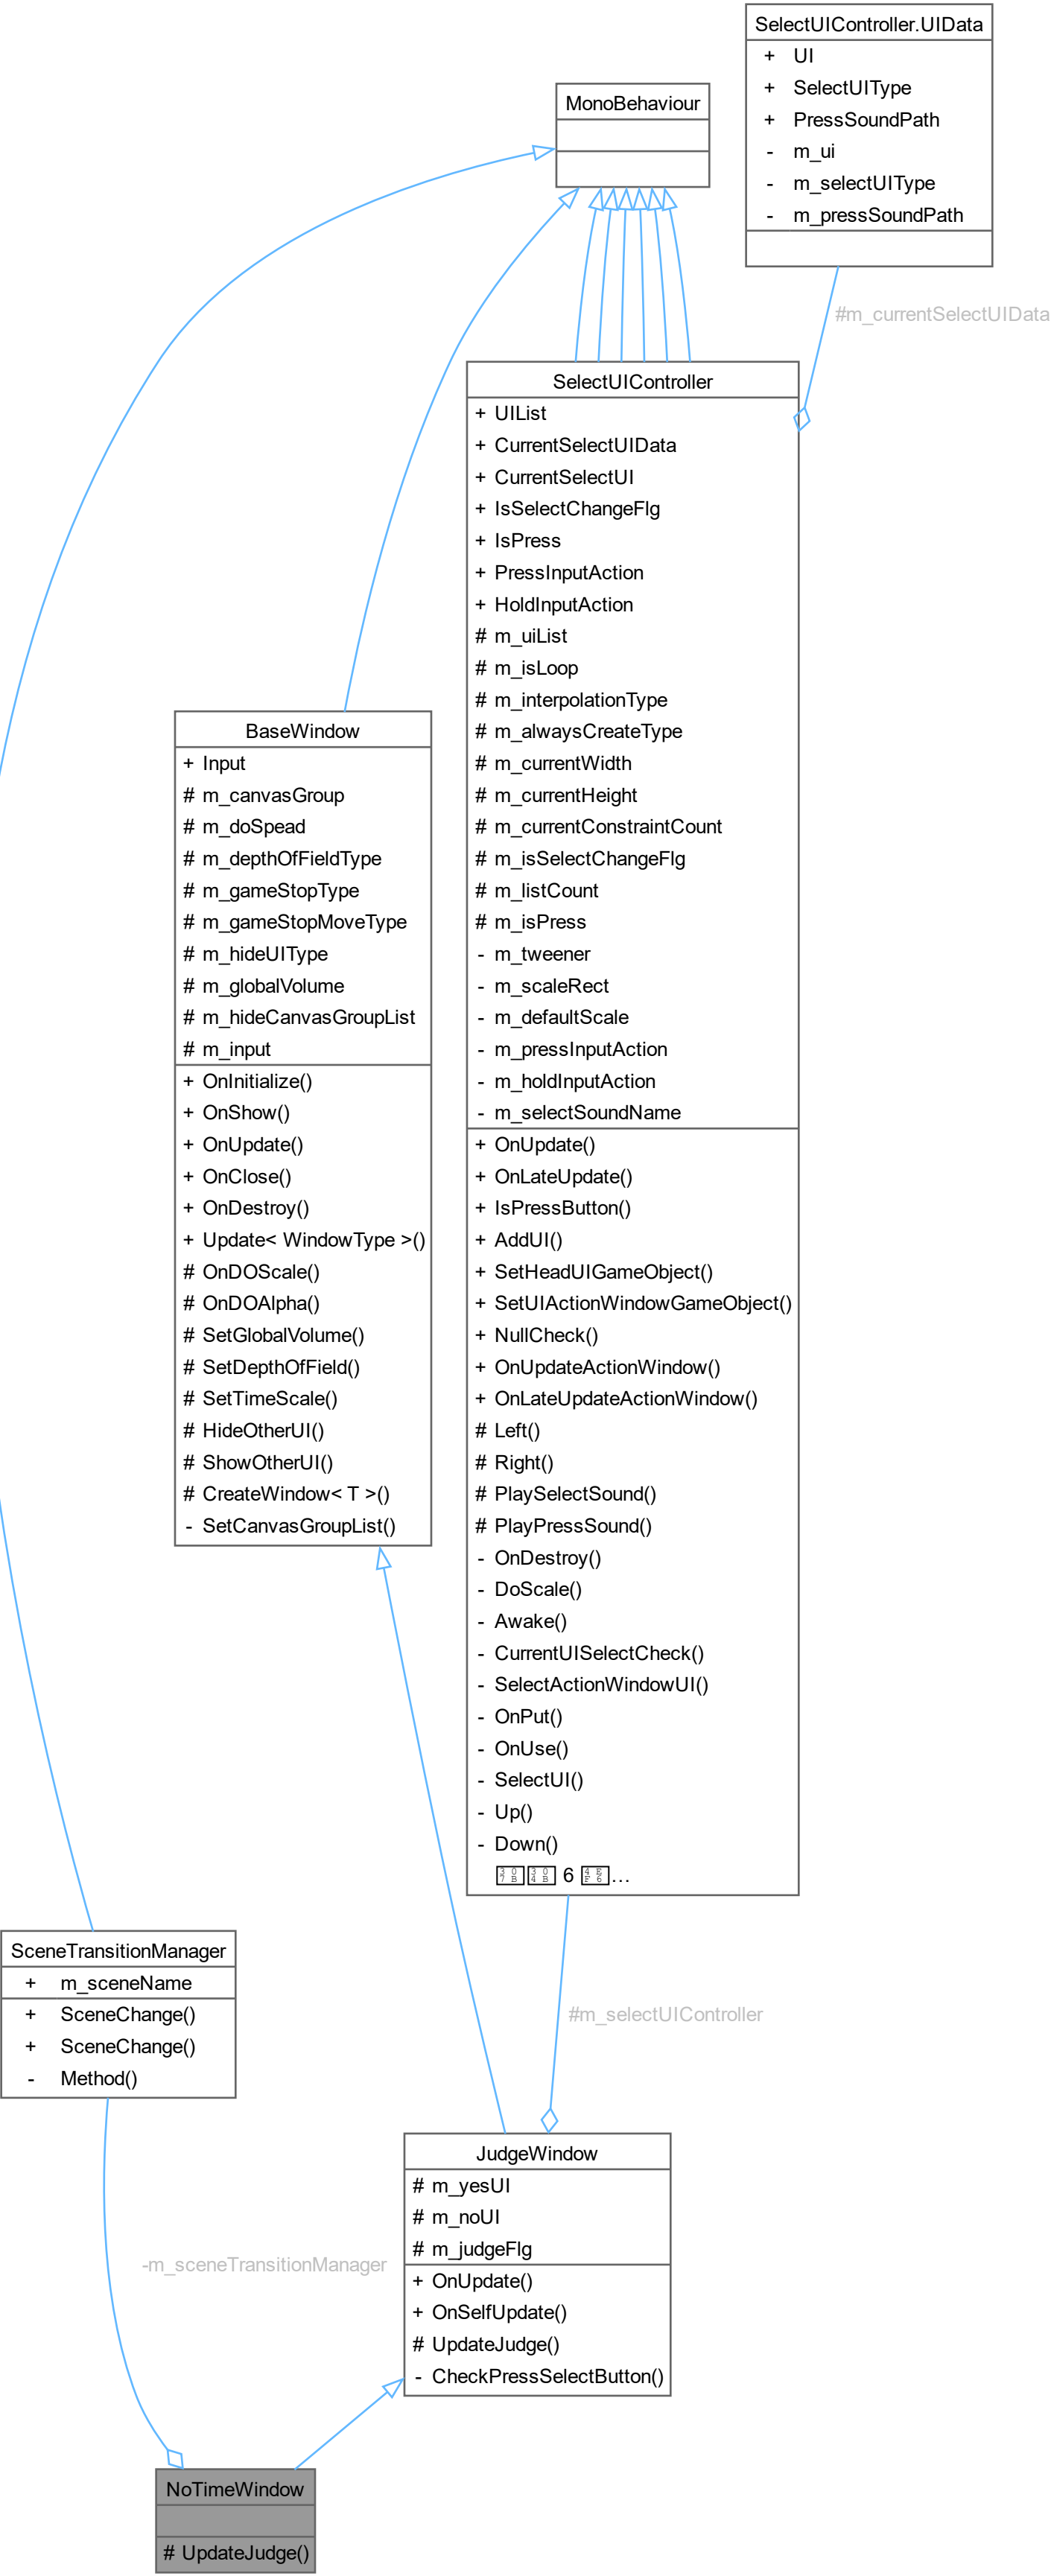 SelectUIController.UIData
+ UI
+ SelectUIType
+ PressSoundPath
- m_ui
- m_selectUIType
- m_pressSoundPath
MonoBehaviour
#m_currentSelectUIData
SelectUIController
+ UIList
+ CurrentSelectUIData
+ CurrentSelectUI
+ IsSelectChangeFlg
+ IsPress
+ PressInputAction
+ HoldInputAction
# m_uiList
# m_isLoop
# m_interpolationType
# m_alwaysCreateType
# m_currentWidth
# m_currentHeight
# m_currentConstraintCount
# m_isSelectChangeFlg
# m_listCount
# m_isPress
- m_tweener
- m_scaleRect
- m_defaultScale
- m_pressInputAction
- m_holdInputAction
- m_selectSoundName
+ OnUpdate()
+ OnLateUpdate()
+ IsPressButton()
+ AddUI()
+ SetHeadUIGameObject()
+ SetUIActionWindowGameObject()
+ NullCheck()
+ OnUpdateActionWindow()
+ OnLateUpdateActionWindow()
# Left()
# Right()
# PlaySelectSound()
# PlayPressSound()
- OnDestroy()
- DoScale()
- Awake()
- CurrentUISelectCheck()
- SelectActionWindowUI()
- OnPut()
- OnUse()
- SelectUI()
- Up()
- Down()
6 ...
BaseWindow
+ Input
# m_canvasGroup
# m_doSpead
# m_depthOfFieldType
# m_gameStopType
# m_gameStopMoveType
# m_hideUIType
# m_globalVolume
# m_hideCanvasGroupList
# m_input
+ OnInitialize()
+ OnShow()
+ OnUpdate()
+ OnClose()
+ OnDestroy()
+ Update< WindowType >()
# OnDOScale()
# OnDOAlpha()
# SetGlobalVolume()
# SetDepthOfField()
# SetTimeScale()
# HideOtherUI()
# ShowOtherUI()
# CreateWindow< T >()
- SetCanvasGroupList()
SceneTransitionManager
+ m_sceneName
+ SceneChange()
+ SceneChange()
- Method()
#m_selectUIController
JudgeWindow
# m_yesUI
# m_noUI
# m_judgeFlg
+ OnUpdate()
+ OnSelfUpdate()
# UpdateJudge()
- CheckPressSelectButton()
-m_sceneTransitionManager
NoTimeWindow
# UpdateJudge()